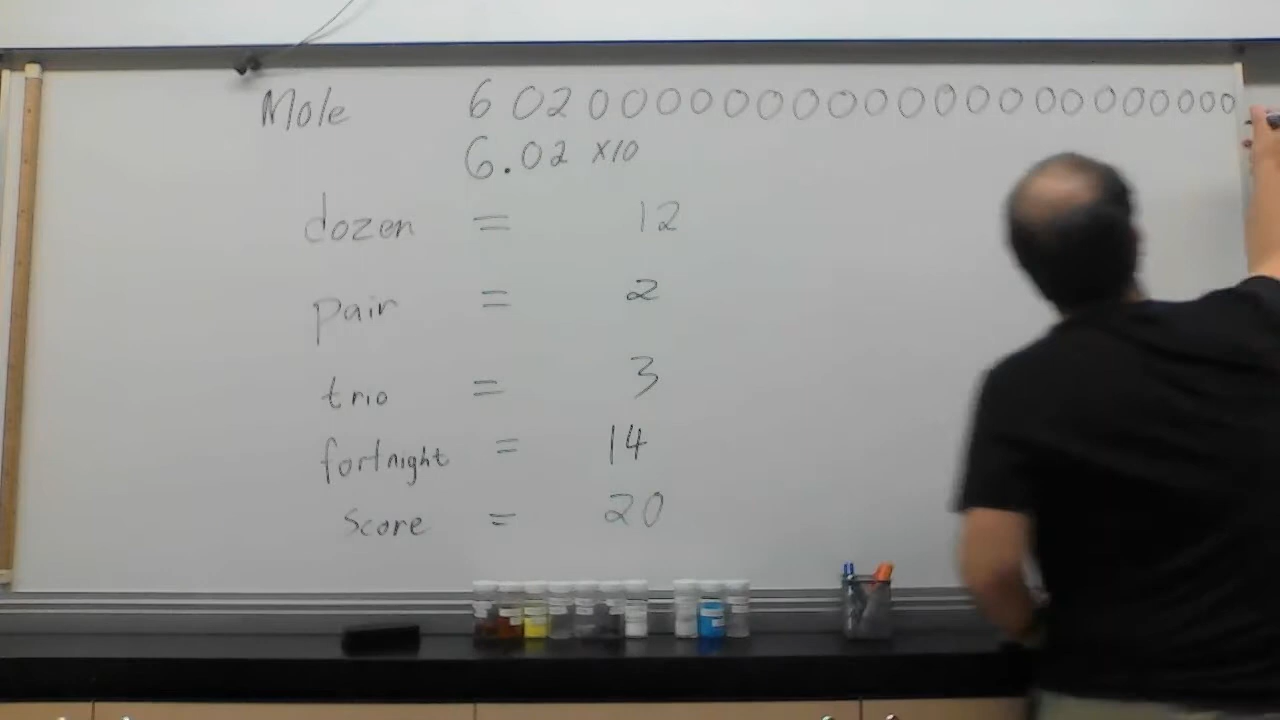 Mole 602000000000000000000000
6.02 x10
dozen = 12
pair = 2
trio = 3
fortnight = 14
score = 20